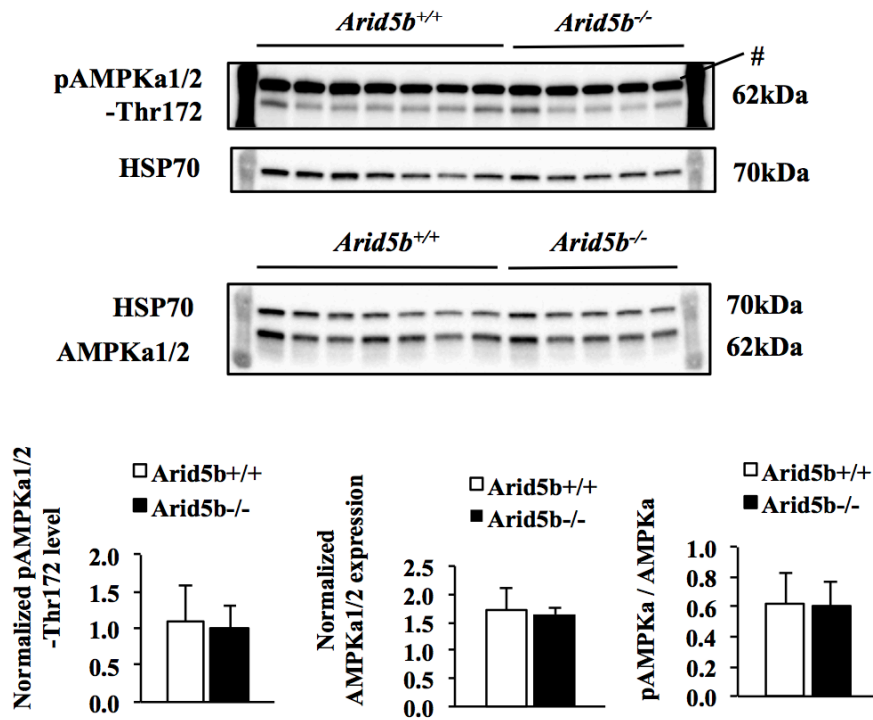 Arid5b+/+ Arid5b-/-
#
pAMPKa1/2
-Thr172
62kDa
HSP70
70kDa
Arid5b+/+ Arid5b-/-
HSP70
70kDa
AMPKa1/2
62kDa
Normalized pAMPKa1/2
-Thr172 level
Arid5b+/+
Arid5b-/-
2.0
1.5
1.0
0.5
0.0
Normalized
AMPKa1/2 expression
Arid5b+/+
Arid5b-/-
2.5
2.0
1.5
1.0
0.5
0.0
pAMPKa / AMPKa
Arid5b+/+
Arid5b-/-
1.0
0.8
0.6
0.4
0.2
0.0